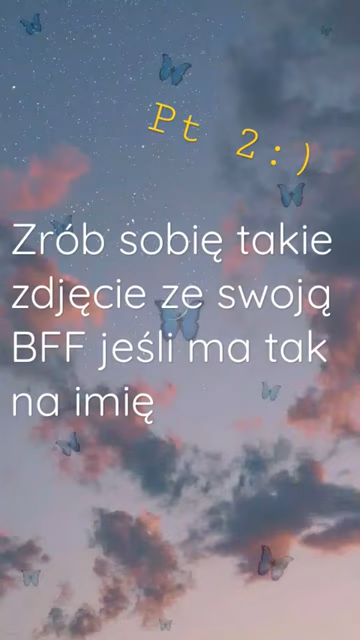 Pt 2:)
Zrób sobię takie
zdjęcie ze swoją
BFF jeśli ma tak
na imię